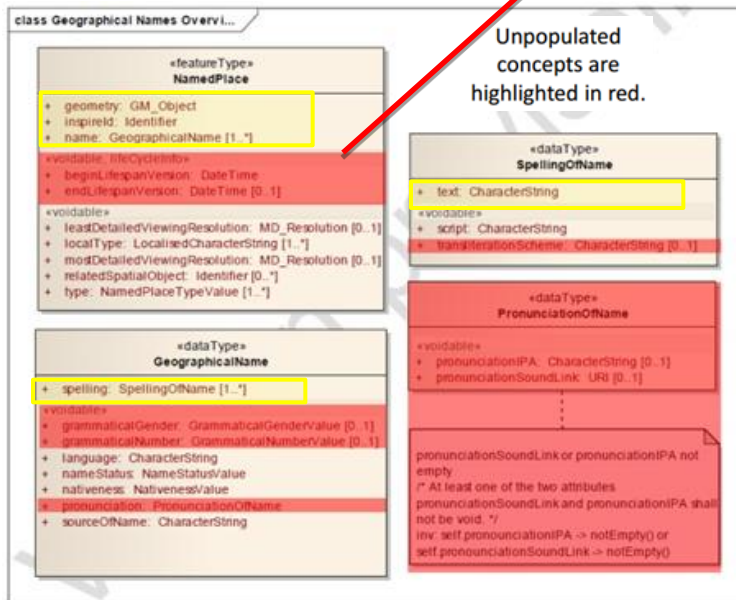 class Geographical Names Overvi...
Unpopulated
concepts are
highlighted in red.
«featureType»
NamedPlace
+ geometry: GM_Object
+ inspireId: Identifier
+ name: GeographicalName [1..*]
«voidable, lifeCycleInfo»
+ beginLifespanVersion: DateTime
+ endLifespanVersion: DateTime [0..1]
«voidable»
+ leastDetailedViewingResolution: MD_Resolution [0..1]
+ localType: LocalisedCharacterString [1..*]
+ mostDetailedViewingResolution: MD_Resolution [0..1]
+ relatedSpatialObject: Identifier [0..*]
+ type: NamedPlaceTypeValue [1..*]
«dataType»
SpellingOfName
+ text: CharacterString
«voidable»
+ script: CharacterString
+ transliterationScheme: CharacterString [0..1]
«dataType»
GeographicalName
+ spelling: SpellingOfName [1..*]
«voidable»
+ grammaticalGender: GrammaticalGenderValue [0..1]
+ grammaticalNumber: GrammaticalNumberValue [0..1]
+ language: CharacterString
+ nameStatus: NameStatusValue
+ nativeness: NativenessValue
+ pronunciation: PronunciationOfName
+ sourceOfName: CharacterString
«dataType»
PronunciationOfName
«voidable»
+ pronunciationIPA: CharacterString [0..1]
+ pronunciationSoundLink: URI [0..1]
pronunciationSoundLink or pronunciationIPA not
empty
/* At least one of the two attributes
pronunciationSoundLink and pronunciationIPA shall
not be void. */
inv: self.pronounciationIPA -> notEmpty() or
self.pronounciationSoundLink -> notEmpty()